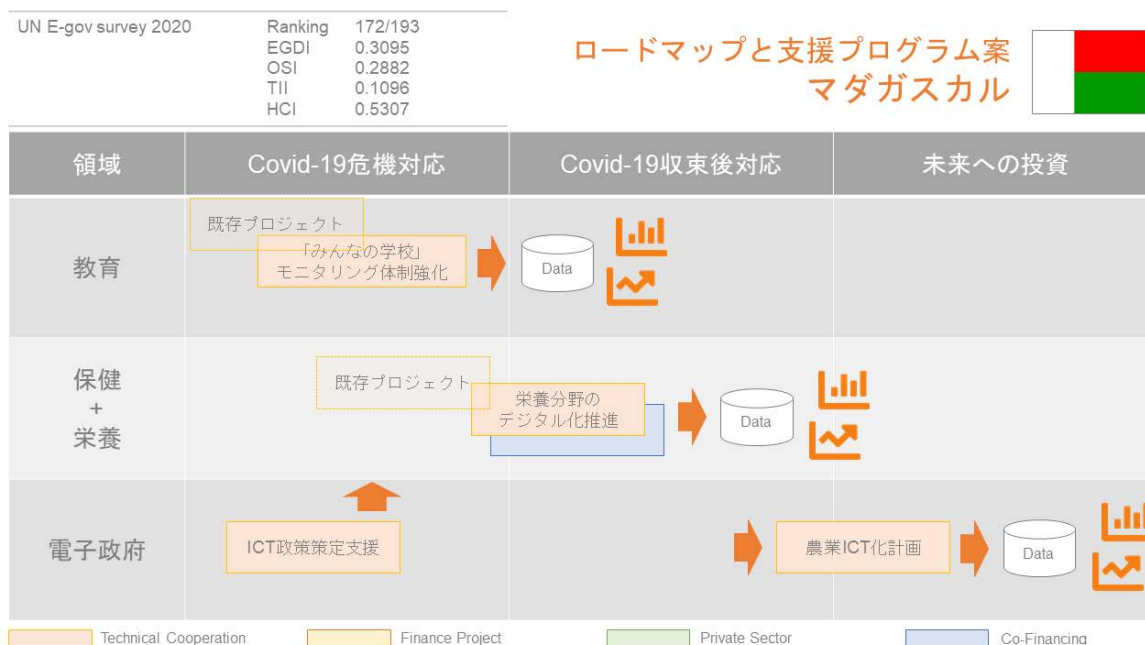 UN E-gov survey 2020
Ranking 172/193
EGDI 0.3095
OSI 0.2882
TII 0.1096
HCI 0.5307
ロードマップと支援プログラム案
マダガスカル
領域
Covid-19危機対応
Covid-19収束後対応
未来への投資
教育
既存プロジェクト
「みんなの学校」
モニタリング体制強化
Data
保健
+
栄養
既存プロジェクト
栄養分野の
デジタル化推進
Data
電子政府
ICT政策策定支援
農業ICT化計画
Data
Technical Cooperation
Finance Project
Private Sector
Co-Financing